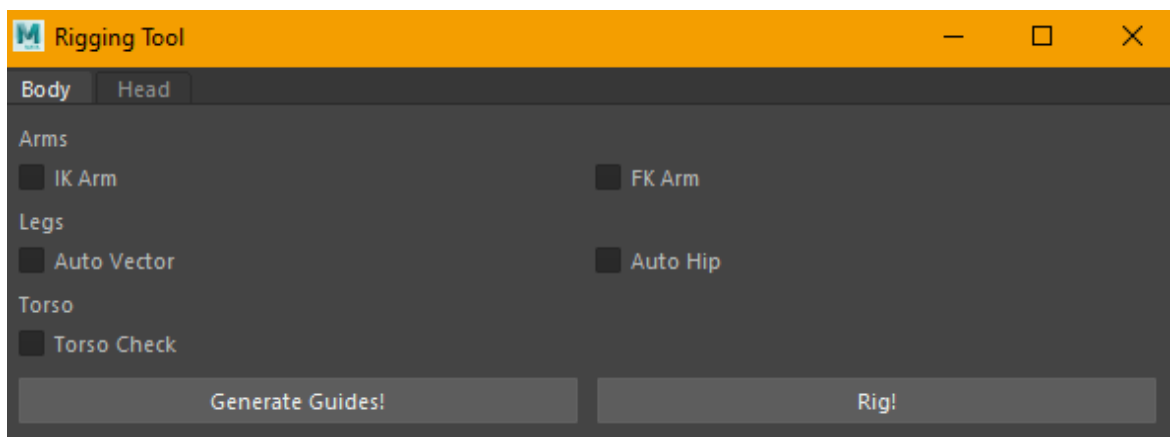 Rigging Tool
Body Head
Arms
IK Arm FK Arm
Legs
Auto Vector Auto Hip
Torso
Torso Check
Generate Guides! Rig!